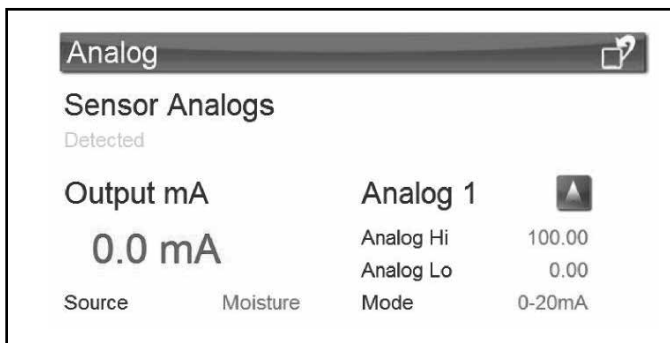 Analog
Sensor Analogs
Detected
Output mA
0.0 mA
Source Moisture
Analog 1
Analog Hi 100.00
Analog Lo 0.00
Mode 0-20mA